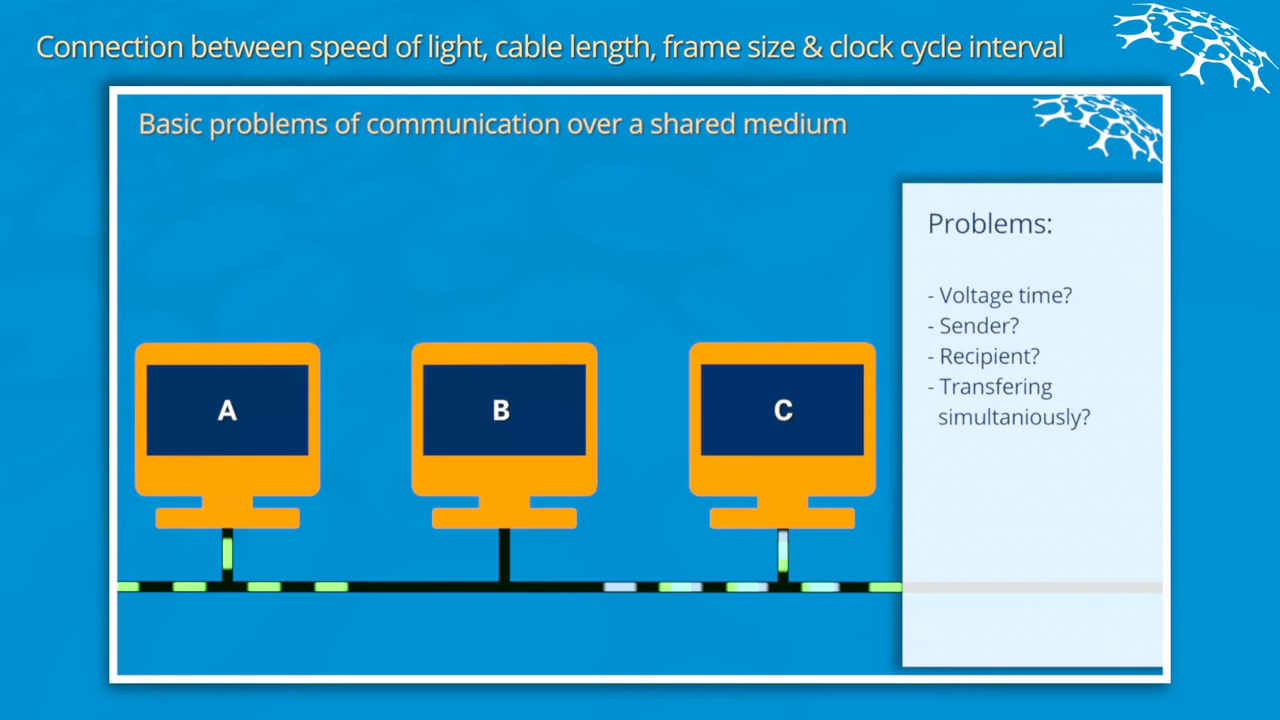 Connection between speed of light, cable length, frame size & clock cycle interval
Basic problems of communication over a shared medium
Problems:
- Voltage time?
- Sender?
- Recipient?
- Transfering
simultaniously?
A
B
C